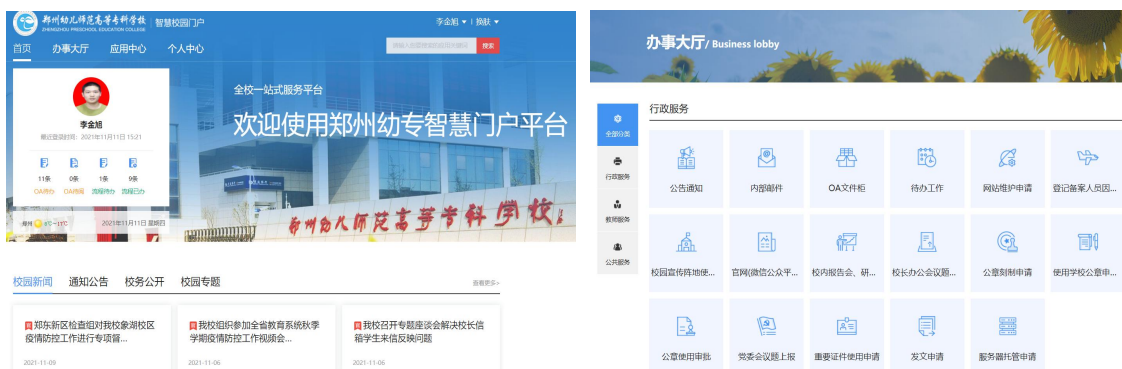 郑州幼儿师范高等专科学校
ZHENGZHOU PRESCHOOL EDUCATION COLLEGE
智慧校园门户
李金旭
换肤
首页 办事大厅 应用中心 个人中心
搜索
李金旭
最近登录时间: 2021年11月11日 15:21
11条 0条 1条 9条
OA待办 OA待阅 流程待办 流程已办
郑州
2021年11月11日 星期四
全校一站式服务平台
欢迎使用郑州幼专智慧门户平台
郑州幼儿师范高等专科学校
校园新闻 通知公告 校务公开 校园专题
查看更多>
郑东新区检查组对我校象湖校区
疫情防控工作进行专项督...
2021-11-09
我校组织参加全省教育系统秋季
学期疫情防控工作视频会...
2021-11-06
我校召开专题座谈会解决校长信
箱学生来信反映问题
2021-11-06
办事大厅/ Business lobby
全部分类
行政服务
教师服务
公共服务
行政服务
公告通知
内部邮件
OA文件柜
待办工作
网站维护申请
登记备案人员因...
校园宣传阵地使...
官网(微信公众平...
校内报告会、研...
校长办公会议题...
公章刻制申请
使用学校公章申...
公章使用审批
党委会议题上报
重要证件使用申请
发文申请
服务器托管申请